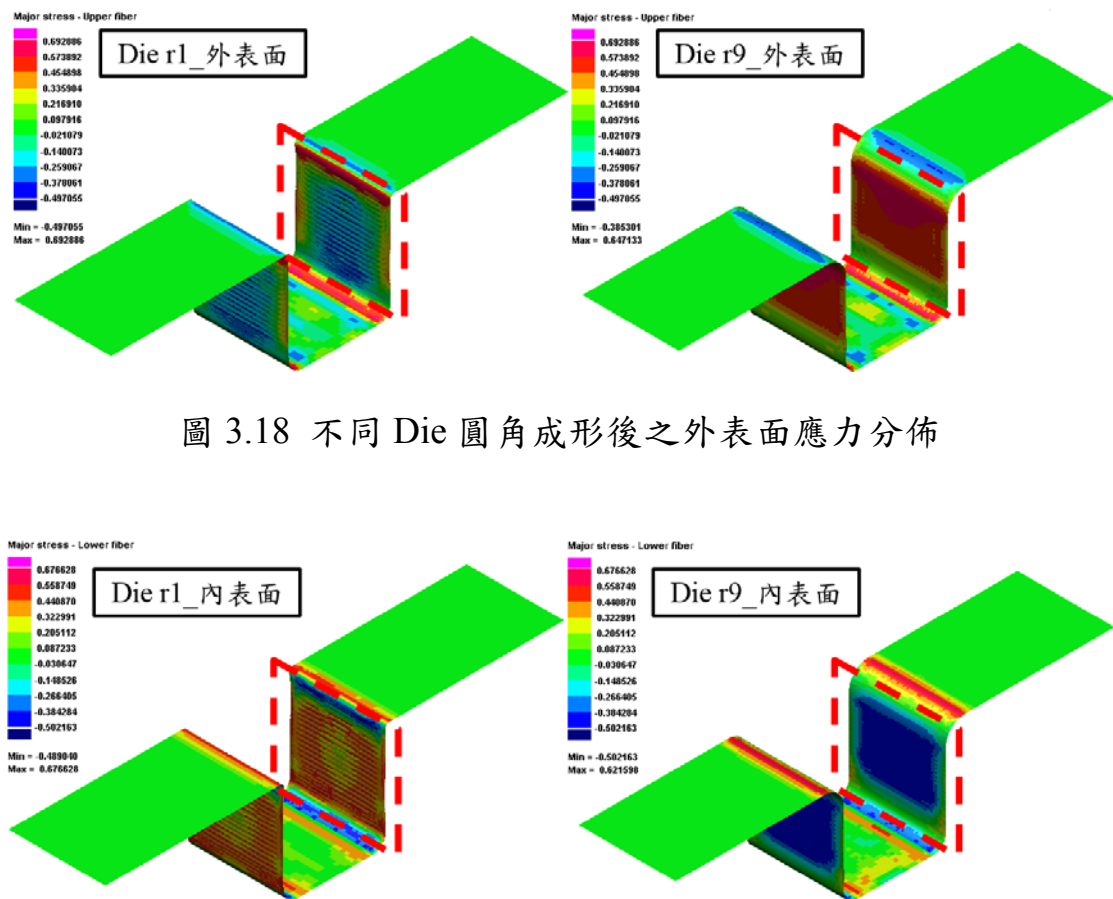 Major stress - Upper fiber
0.692886
0.573892
0.454898
0.335904
0.216910
0.097916
-0.021079
-0.140073
-0.259067
-0.378061
-0.497055
Min = -0.497055
Max = 0.692886
Die r1_外表面
Major stress - Upper fiber
0.692886
0.573892
0.454898
0.335904
0.216910
0.097916
-0.021079
-0.140073
-0.259067
-0.378061
-0.497055
Min = -0.385301
Max = 0.647133
Die r9_外表面
圖 3.18 不同 Die 圓角成形後之外表面應力分佈
Major stress - Lower fiber
0.676628
0.558749
0.440870
0.322991
0.205112
0.087233
-0.030647
-0.148526
-0.266405
-0.384284
-0.502163
Min = -0.489040
Max = 0.676628
Die r1_內表面
Major stress - Lower fiber
0.676628
0.558749
0.440870
0.322991
0.205112
0.087233
-0.030647
-0.148526
-0.266405
-0.384284
-0.502163
Min = -0.502163
Max = 0.621590
Die r9_內表面